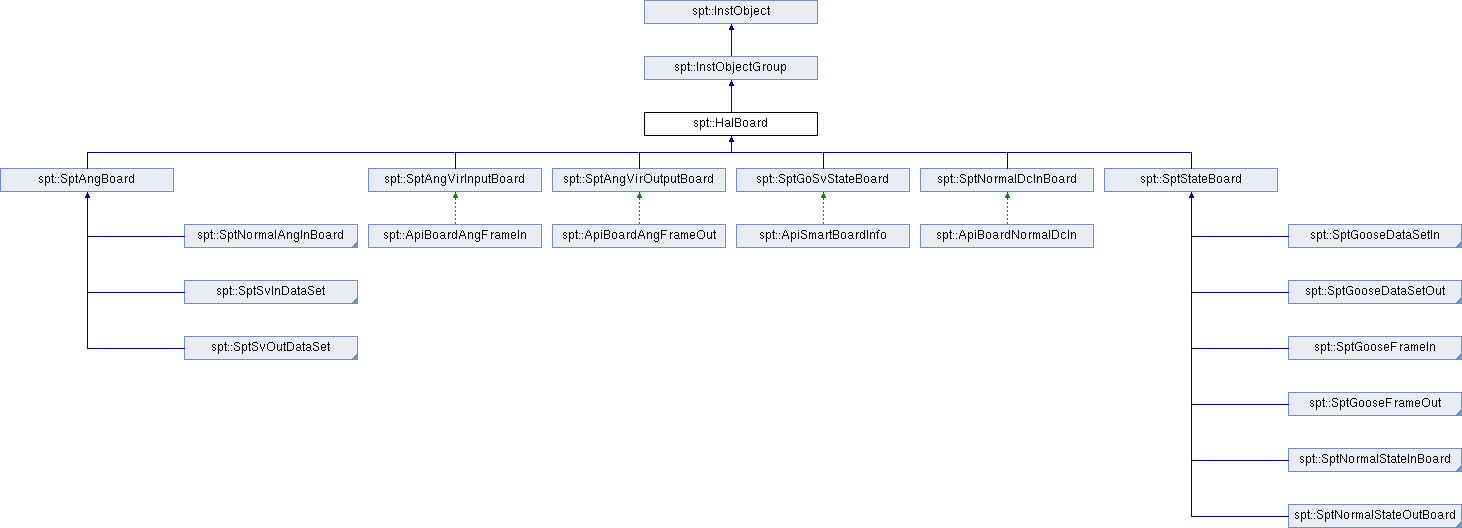 spt::InstObject
spt::InstObjectGroup
spt::HalBoard
spt::SptAngBoard
spt::SptAngVirInputBoard
spt::SptAngVirOutputBoard
spt::SptGoSvStateBoard
spt::SptNormalDcInBoard
spt::SptStateBoard
spt::SptNormalAngInBoard
spt::ApiBoardAngFrameIn
spt::ApiBoardAngFrameOut
spt::ApiSmartBoardInfo
spt::ApiBoardNormalDcIn
spt::SptGooseDataSetIn
spt::SptSvInDataSet
spt::SptGooseDataSetOut
spt::SptSvOutDataSet
spt::SptGooseFrameIn
spt::SptGooseFrameOut
spt::SptNormalStateInBoard
spt::SptNormalStateOutBoard